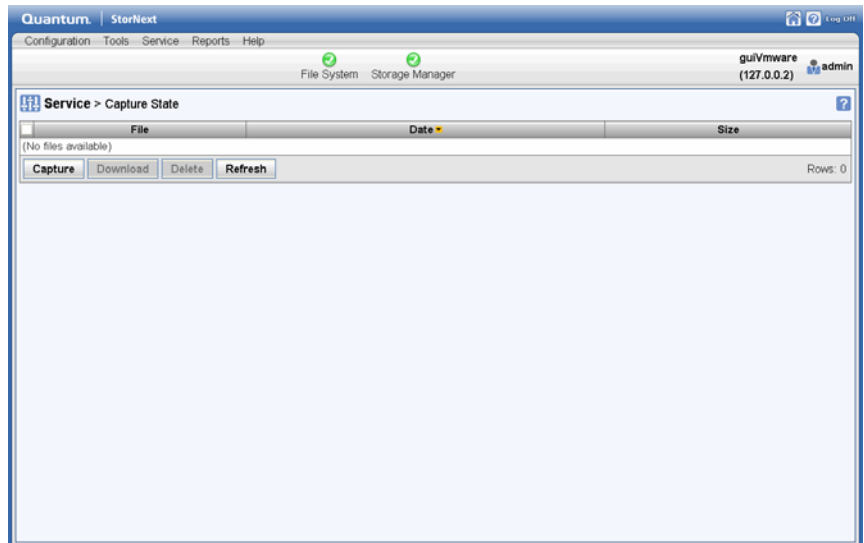 Quantum. | StorNext
Log Off
Configuration Tools Service Reports Help
File System Storage Manager
guiVmware
(127.0.0.2)
admin
Service > Capture State
?
File Date Size
(No files available)
Capture Download Delete Refresh Rows: 0